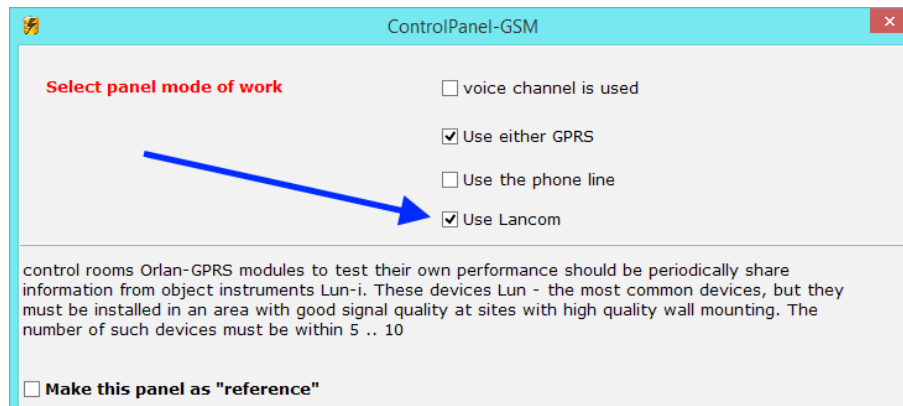 ControlPanel-GSM
Select panel mode of work
voice channel is used
Use either GPRS
Use the phone line
Use Lancom
control rooms Orlan-GPRS modules to test their own performance should be periodically share
information from object instruments Lun-i. These devices Lun - the most common devices, but they
must be installed in an area with good signal quality at sites with high quality wall mounting. The
number of such devices must be within 5 .. 10
Make this panel as "reference"